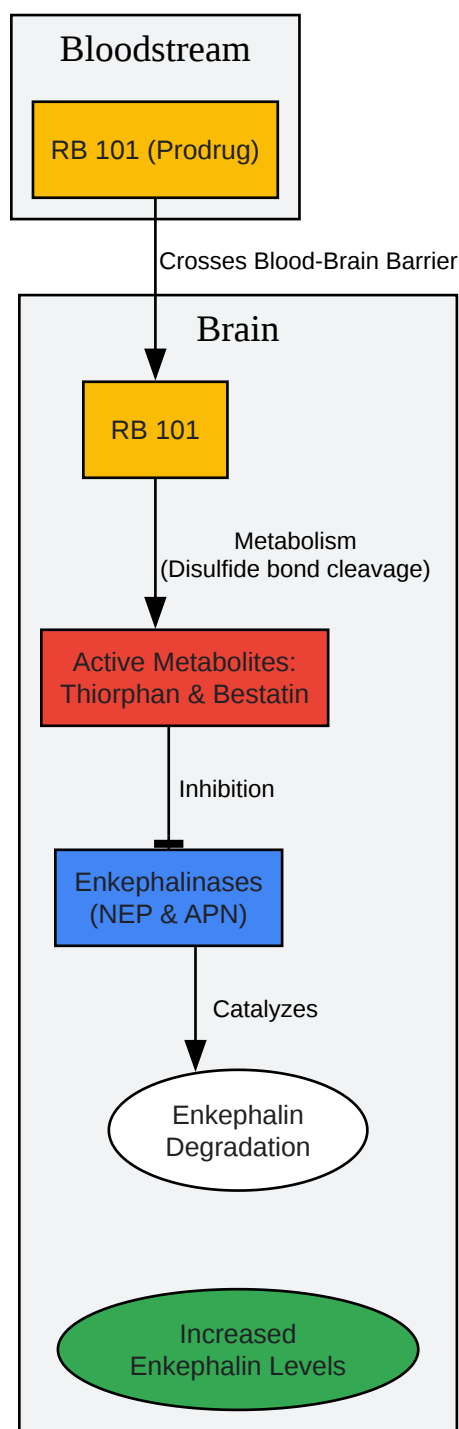 Bloodstream
RB 101 (Prodrug)
Crosses Blood-Brain Barrier
Brain
RB 101
Metabolism
(Disulfide bond cleavage)
Active Metabolites:
Thiorphan & Bestatin
Inhibition
Enkephalinases
(NEP & APN)
Catalyzes
Enkephalin
Degradation
Increased
Enkephalin Levels